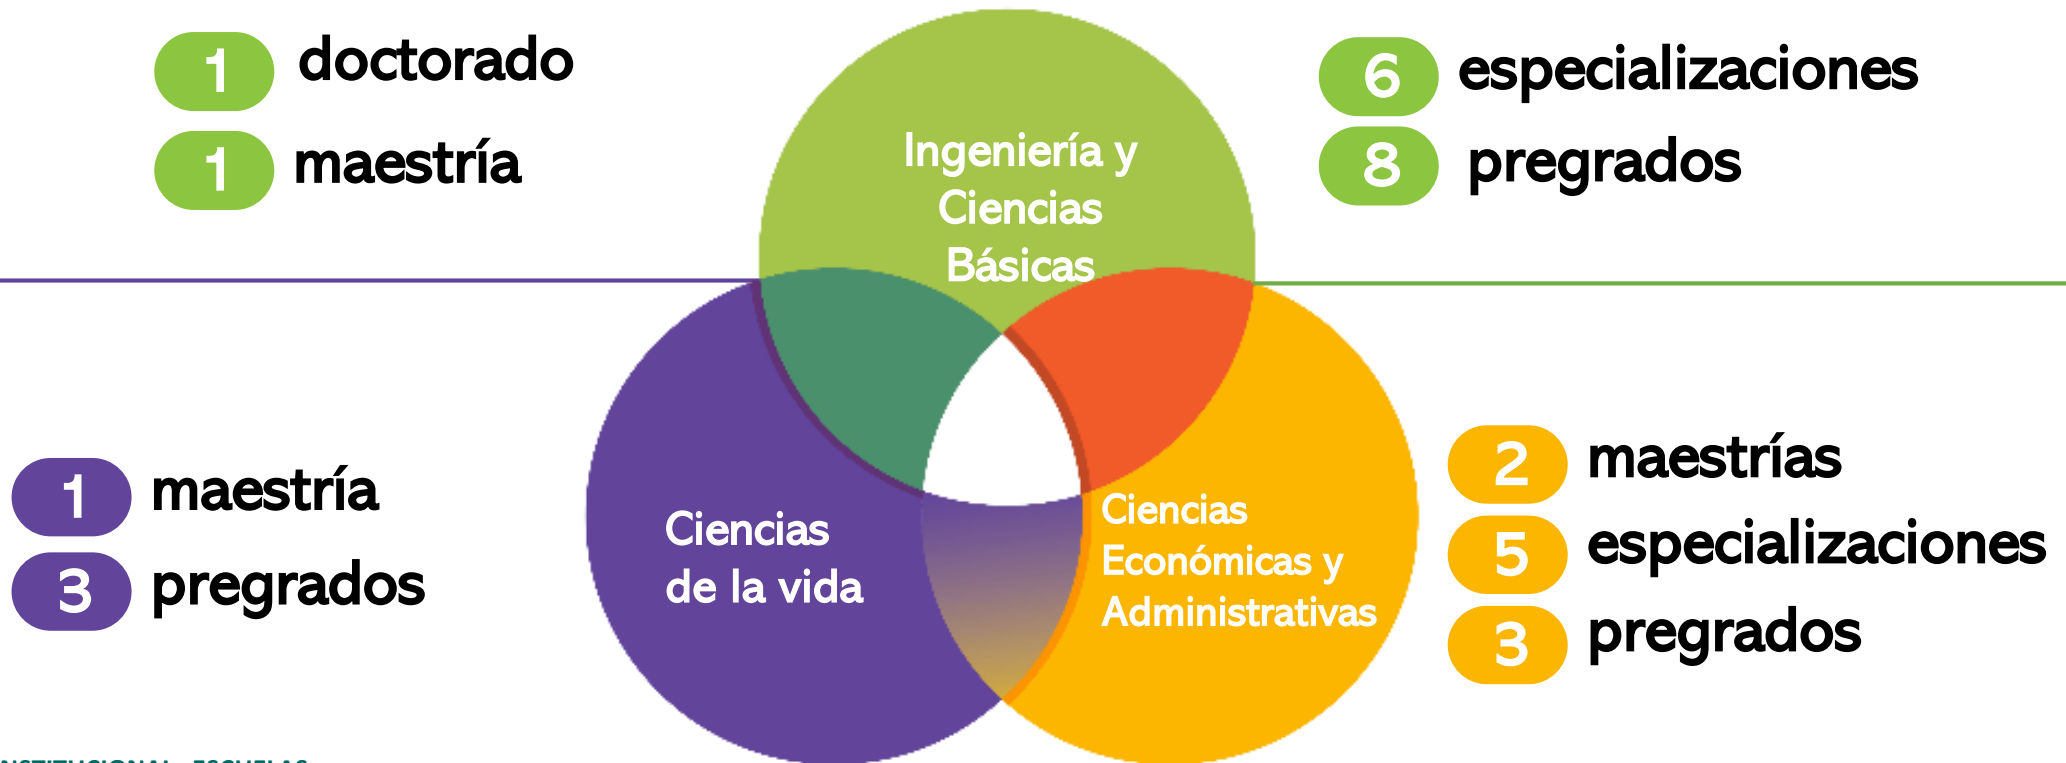 1 doctorado
1 maestría
6 especializaciones
8 pregrados
Ingeniería y
Ciencias
Básicas
1 maestría
3 pregrados
Ciencias
de la vida
Ciencias
Económicas y
Administrativas
2 maestrías
5 especializaciones
3 pregrados